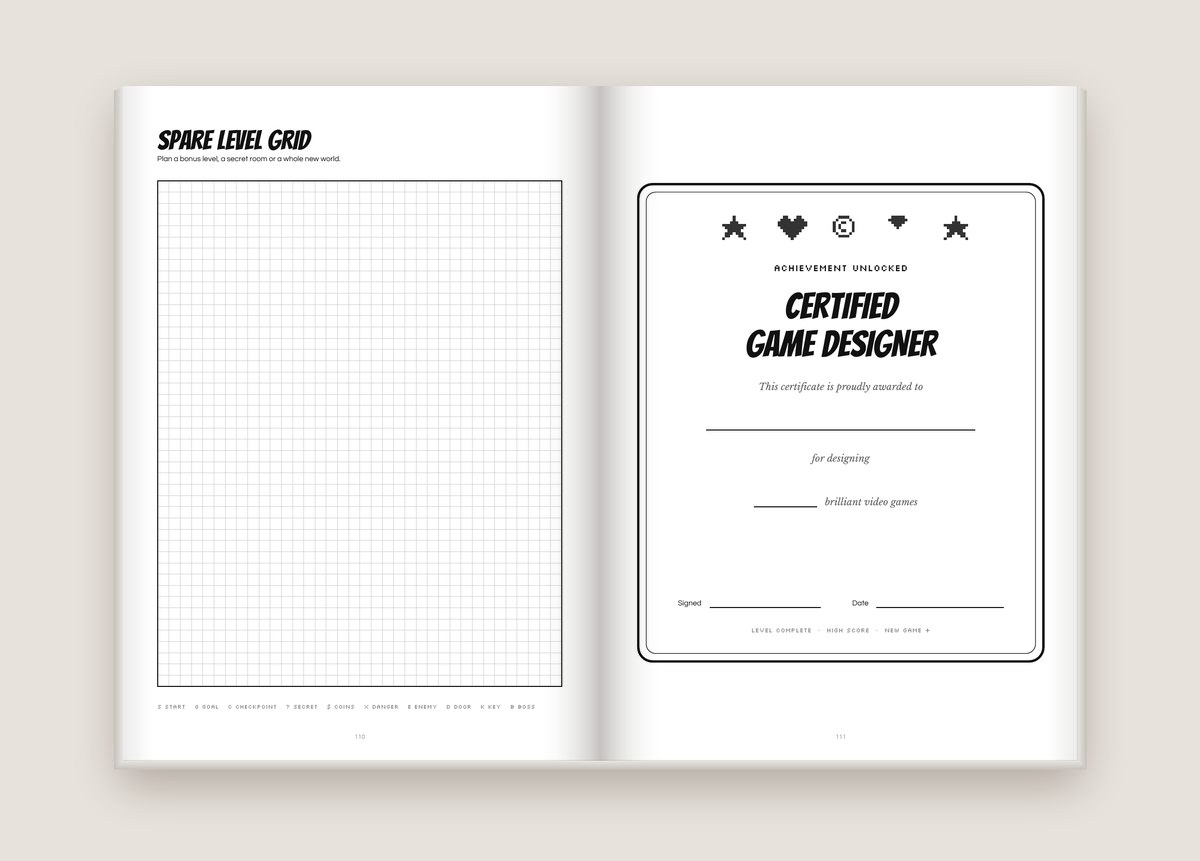 SPARE LEVEL GRID
Plan a bonus level, a secret room or a whole new world.
S START G GOAL C CHECKPOINT ? SECRET $ COINS X DANGER E ENEMY D DOOR K KEY B BOSS
110
ACHIEVEMENT UNLOCKED
CERTIFIED
GAME DESIGNER
This certificate is proudly awarded to
for designing
brilliant video games
Signed Date
LEVEL COMPLETE · HIGH SCORE · NEW GAME +
111